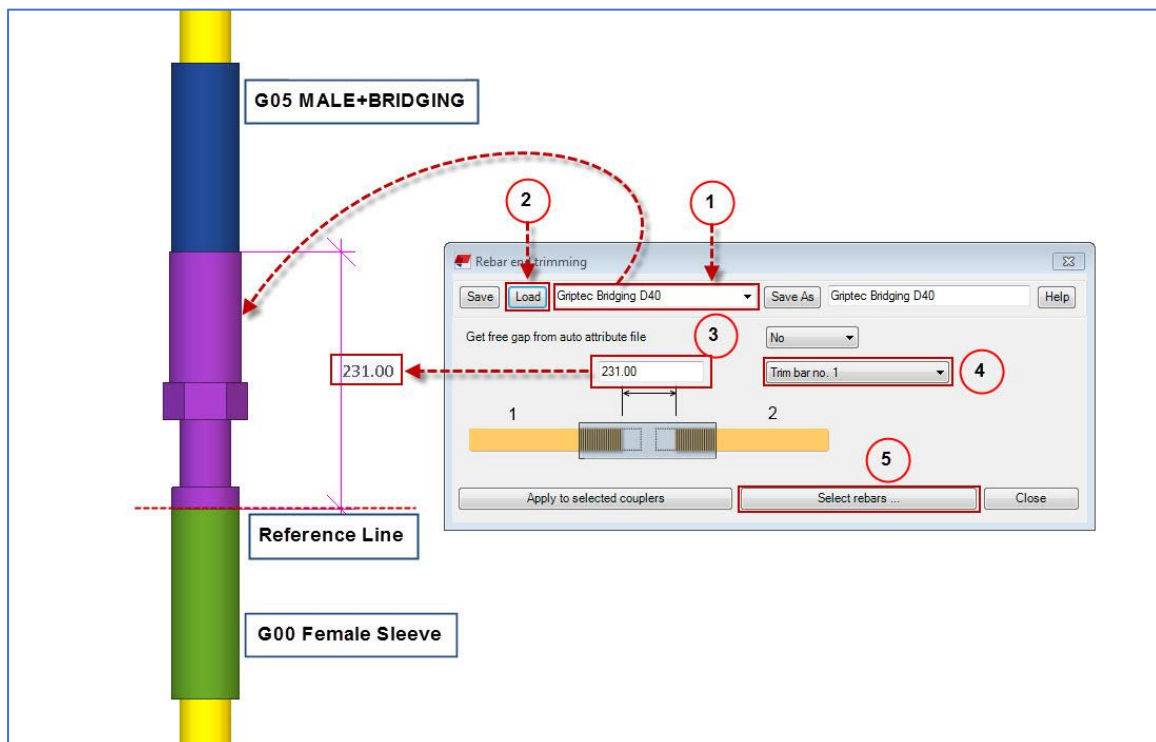 G05 MALE+BRIDGING
2
1
Rebar end trimming
Save
Load
Griptec Bridging D40
Save As
Griptec Bridging D40
Help
Get free gap from auto attribute file
3
No
231.00
231.00
Trim bar no. 1
4
1
2
5
Apply to selected couplers
Select rebars ...
Close
Reference Line
G00 Female Sleeve